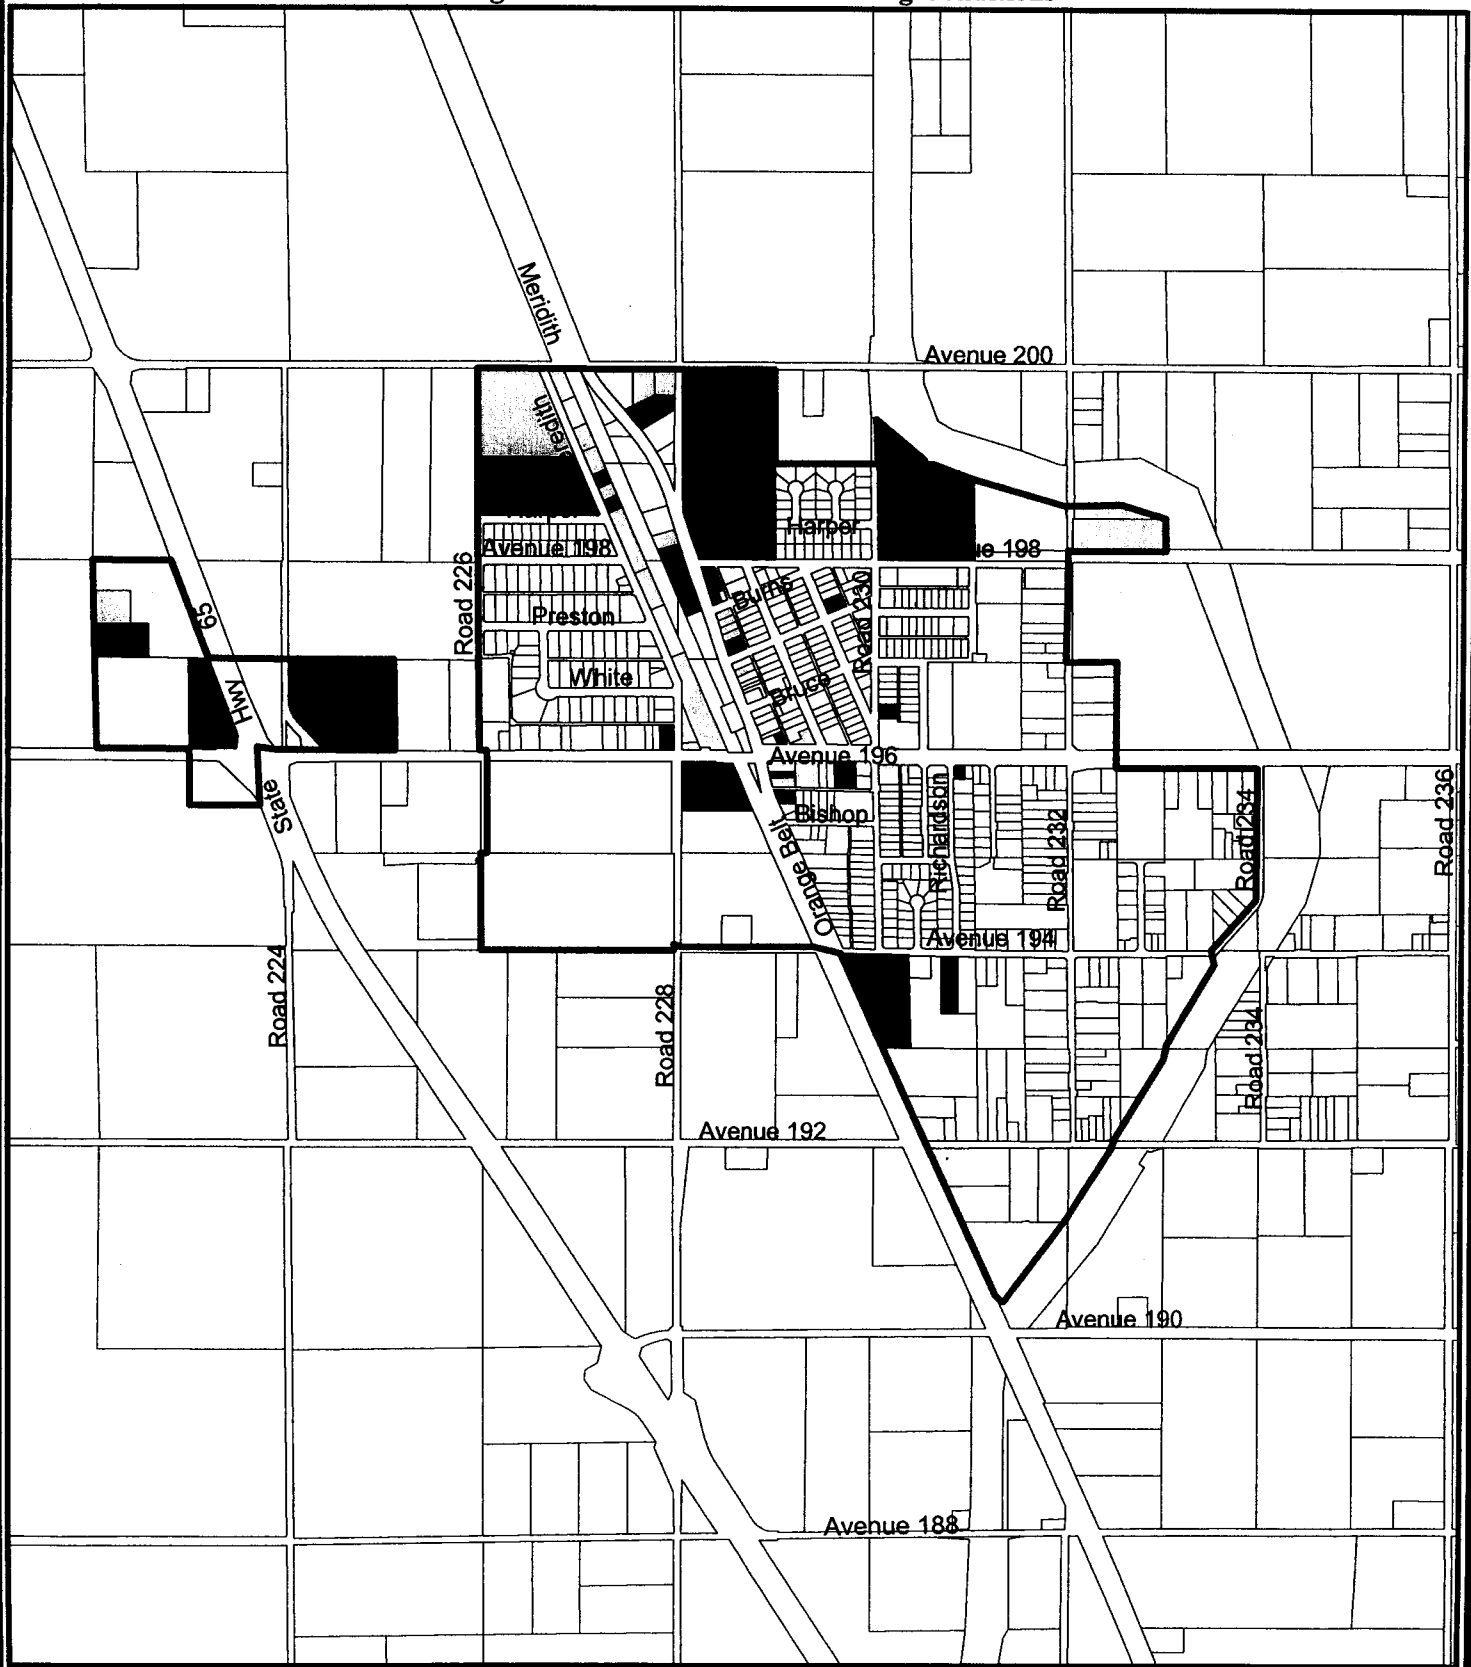 Meridith
Avenue 200
eredith
Harper
Avenue 198
ue 198
Road 226
Burns
Road 230
65
Preston
White
Bruce
Hwy
Avenue 196
State
Bishop
Richardson
Road 232
Road 234
Road 236
Orange Belt
Avenue 194
Road 224
Road 228
Road 234
Avenue 192
Avenue 190
Avenue 188